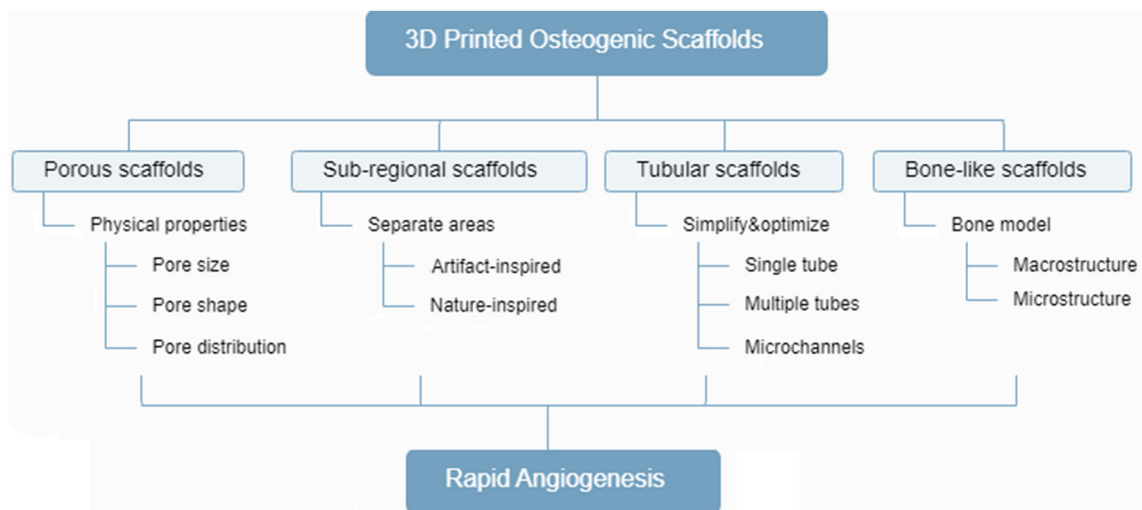 3D Printed Osteogenic Scaffolds
Porous scaffolds
Physical properties
Pore size
Pore shape
Pore distribution
Sub-regional scaffolds
Separate areas
Artifact-inspired
Nature-inspired
Tubular scaffolds
Simplify&optimize
Single tube
Multiple tubes
Microchannels
Bone-like scaffolds
Bone model
Macrostructure
Microstructure
Rapid Angiogenesis